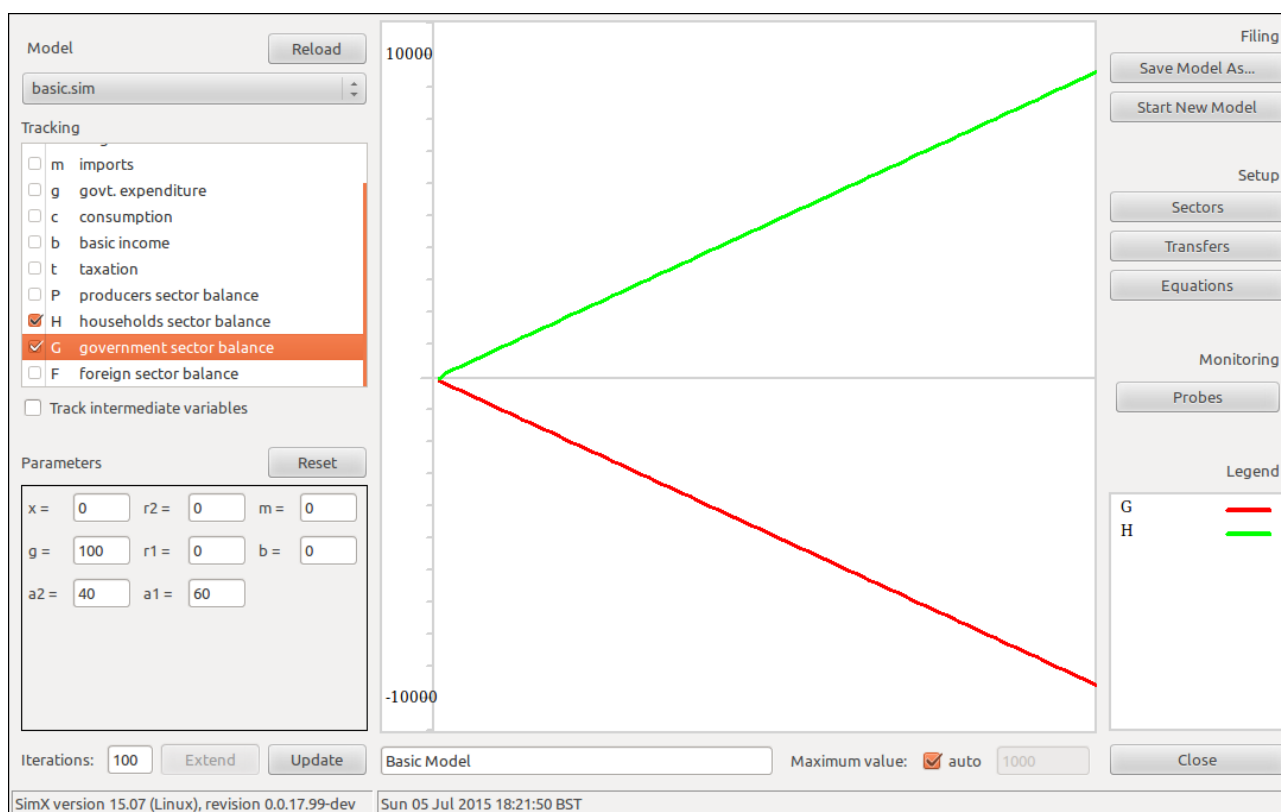 Model
Reload
basic.sim
Tracking
m imports
g govt. expenditure
c consumption
b basic income
t taxation
P producers sector balance
H households sector balance
G government sector balance
F foreign sector balance
Track intermediate variables
Parameters
Reset
x = 0 r2 = 0 m = 0
g = 100 r1 = 0 b = 0
a2 = 40 a1 = 60
Iterations: 100 Extend Update
10000
-10000
Basic Model
Maximum value: auto 1000
Filing
Save Model As...
Start New Model
Setup
Sectors
Transfers
Equations
Monitoring
Probes
Legend
G
H
Close
SimX version 15.07 (Linux), revision 0.0.17.99-dev
Sun 05 Jul 2015 18:21:50 BST